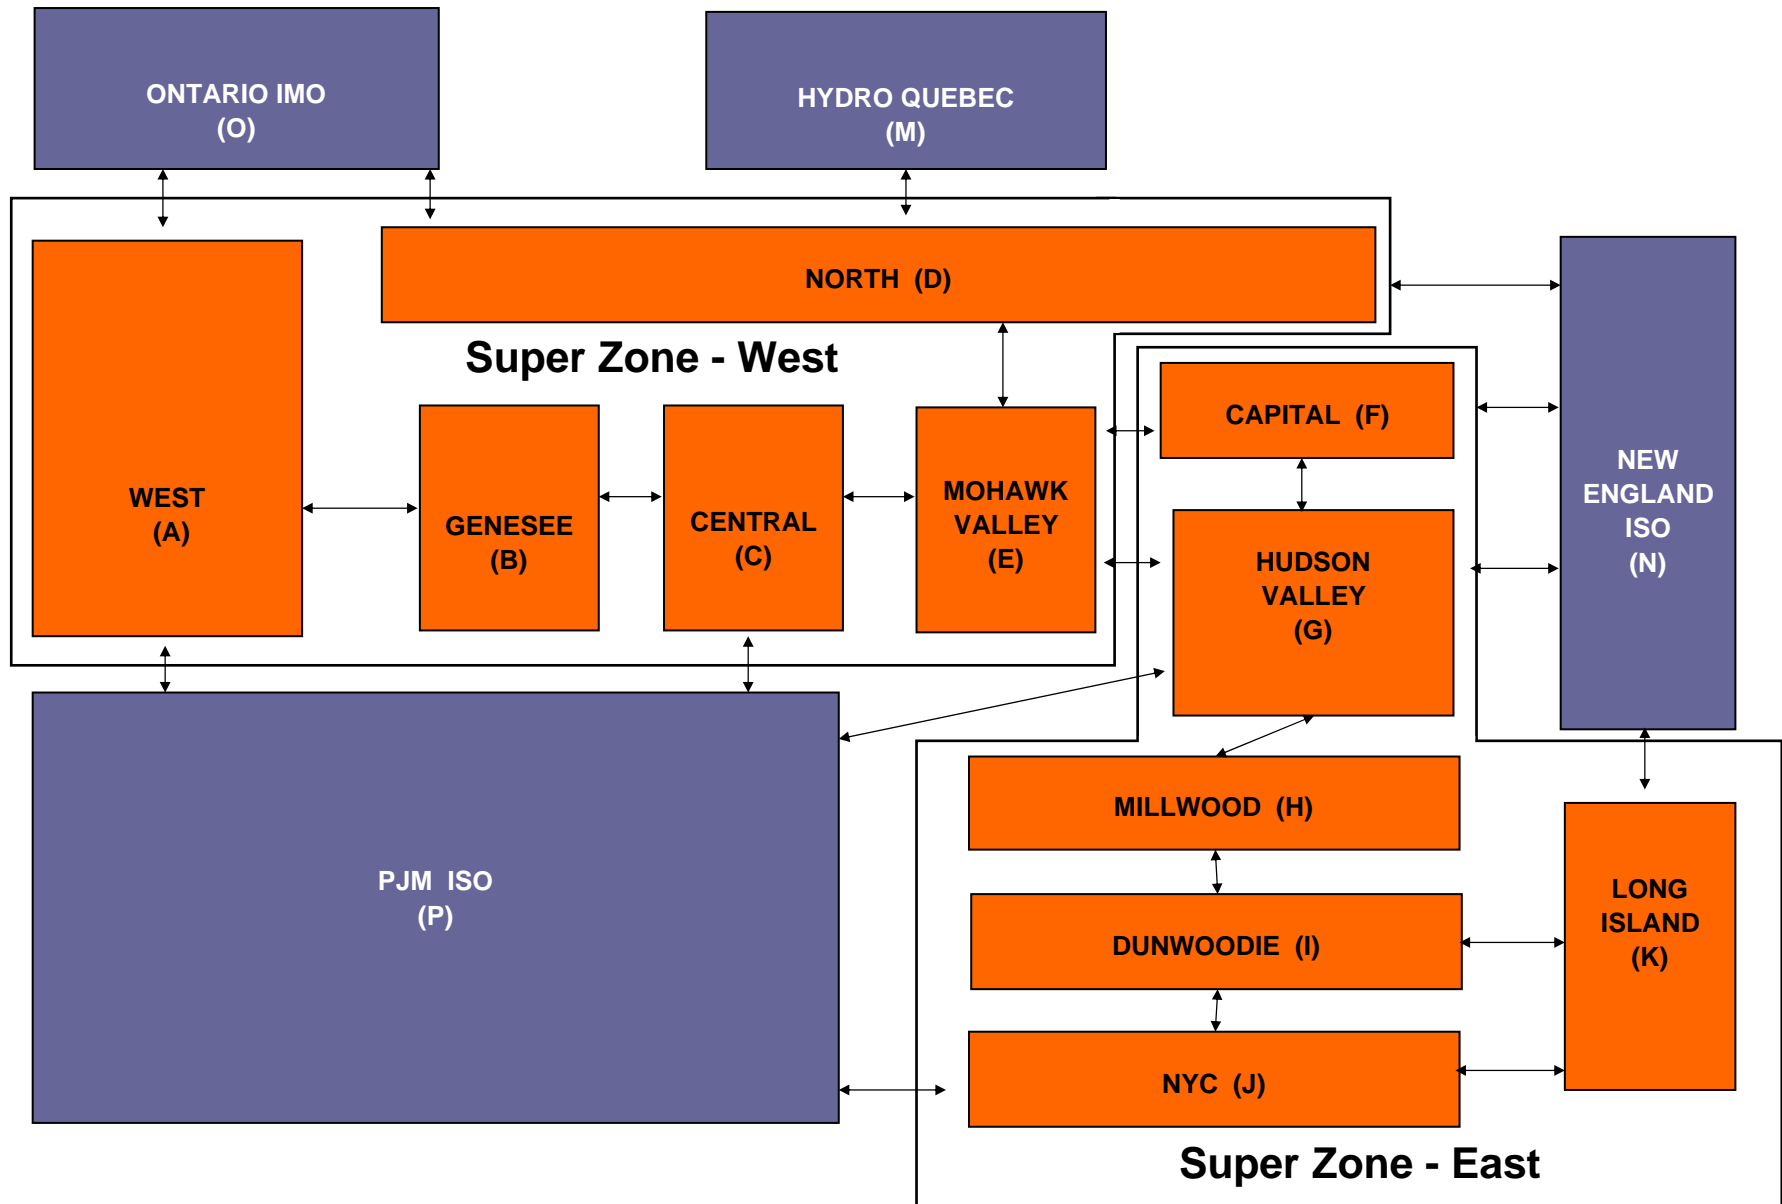 ONTARIO IMO
(O)
HYDRO QUEBEC
(M)
NORTH (D)
Super Zone - West
WEST
(A)
GENESEE
(B)
CENTRAL
(C)
MOHAWK
VALLEY
(E)
CAPITAL (F)
HUDSON
VALLEY
(G)
NEW
ENGLAND
ISO
(N)
PJM ISO
(P)
MILLWOOD (H)
DUNWOODIE (I)
NYC (J)
LONG
ISLAND
(K)
Super Zone - East